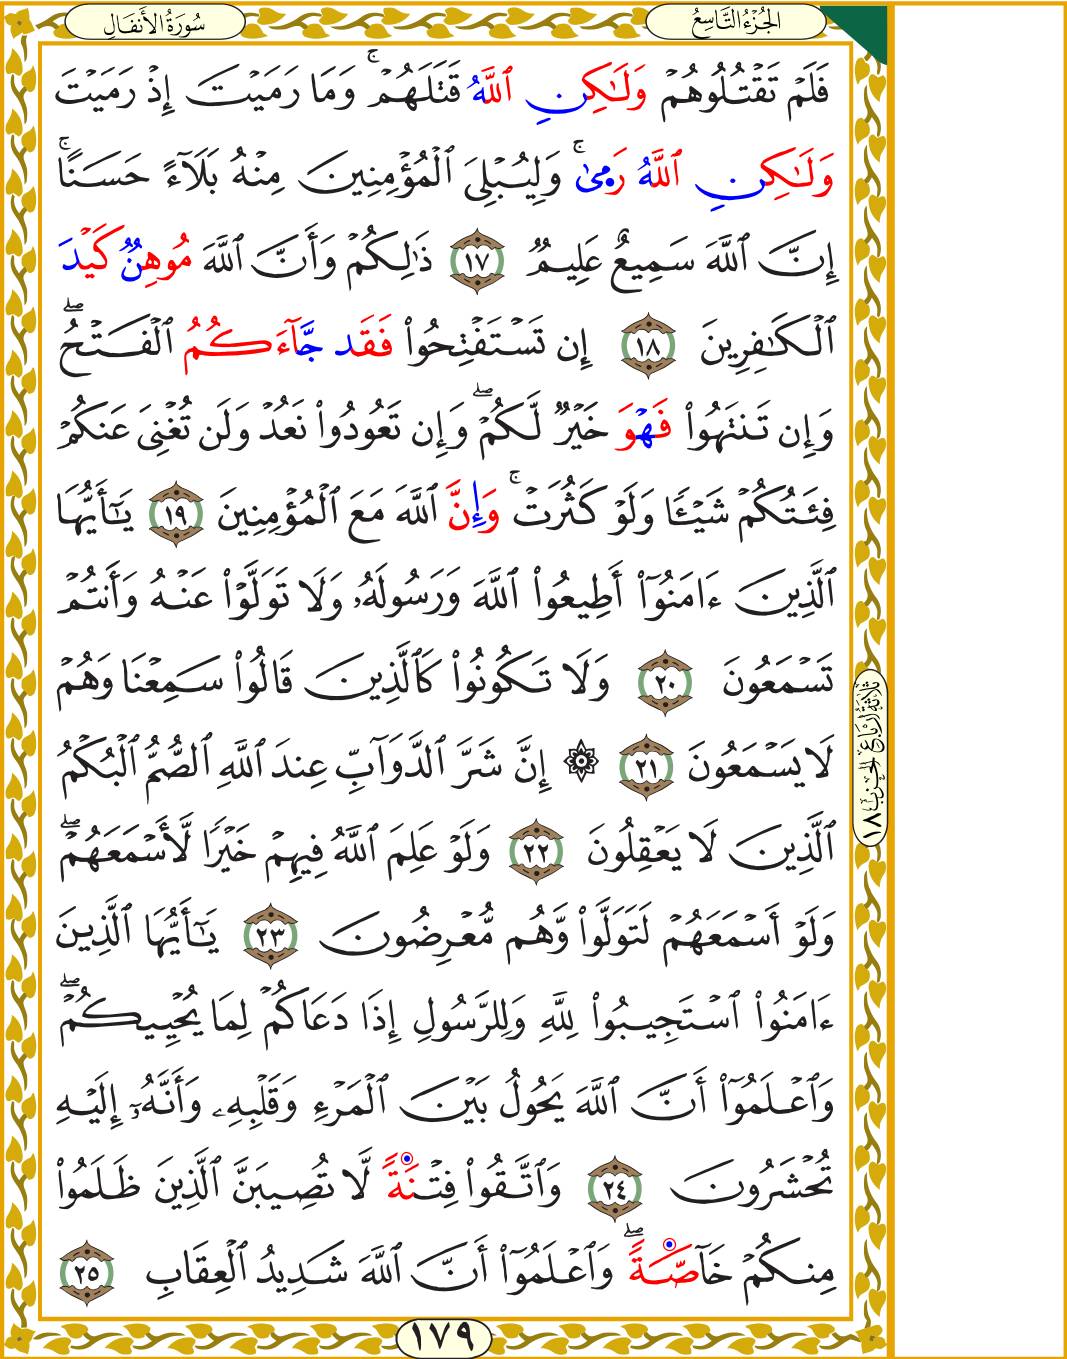 الجُزْءُ التَّاسِعُ
سُورَةُ الأَنفَالِ
فَلَمْ تَقْتُلُوهُمْ وَلَٰكِنِ ٱللَّهُ قَتَلَهُمْ ۚ وَمَا رَمَيْتَ إِذْ رَمَيْتَ
وَلَٰكِنِ ٱللَّهُ رَمِىٰ ۚ وَلِيُبْلِىَ ٱلْمُؤْمِنِينَ مِنْهُ بَلَآءً حَسَنًا ۚ
إِنَّ ٱللَّهَ سَمِيعٌ عَلِيمٌ ١٧ ذَٰلِكُمْ وَأَنَّ ٱللَّهَ مُوهِنٌ كَيْدَ
ٱلْكَٰفِرِينَ ١٨ إِن تَسْتَفْتِحُوا۟ فَقَد جَّآءَكُمُ ٱلْفَتْحُ ۖ
وَإِن تَنتَهُوا۟ فَهْوَ خَيْرٌ لَّكُمْ ۖ وَإِن تَعُودُوا۟ نَعُدْ وَلَن تُغْنِىَ عَنكُمْ
فِئَتُكُمْ شَيْـًٔا وَلَوْ كَثُرَتْ ۚ وَإِنَّ ٱللَّهَ مَعَ ٱلْمُؤْمِنِينَ ١٩ يَٰٓأَيُّهَا
ٱلَّذِينَ ءَامَنُوٓا۟ أَطِيعُوا۟ ٱللَّهَ وَرَسُولَهُۥ وَلَا تَوَلَّوْا۟ عَنْهُ وَأَنتُمْ
تَسْمَعُونَ ٢٠ وَلَا تَكُونُوا۟ كَٱلَّذِينَ قَالُوا۟ سَمِعْنَا وَهُمْ
لَا يَسْمَعُونَ ٢١ ۞ إِنَّ شَرَّ ٱلدَّوَآبِّ عِندَ ٱللَّهِ ٱلصُّمُّ ٱلْبُكْمُ
ٱلَّذِينَ لَا يَعْقِلُونَ ٢٢ وَلَوْ عَلِمَ ٱللَّهُ فِيهِمْ خَيْرًا لَّأَسْمَعَهُمْ ۖ
وَلَوْ أَسْمَعَهُمْ لَتَوَلَّوا۟ وَّهُم مُّعْرِضُونَ ٢٣ يَٰٓأَيُّهَا ٱلَّذِينَ
ءَامَنُوا۟ ٱسْتَجِيبُوا۟ لِلَّهِ وَلِلرَّسُولِ إِذَا دَعَاكُمْ لِمَا يُحْيِيكُمْ ۖ
وَٱعْلَمُوٓا۟ أَنَّ ٱللَّهَ يَحُولُ بَيْنَ ٱلْمَرْءِ وَقَلْبِهِۦ وَأَنَّهُۥٓ إِلَيْهِ
تُحْشَرُونَ ٢٤ وَٱتَّقُوا۟ فِتْنَةً لَّا تُصِيبَنَّ ٱلَّذِينَ ظَلَمُوا۟
مِنكُمْ خَآصَّةً ۖ وَٱعْلَمُوٓا۟ أَنَّ ٱللَّهَ شَدِيدُ ٱلْعِقَابِ ٢٥
ثَلَاثَةُ أَرْبَاعِ الحِزْب ١٨
١٧٩